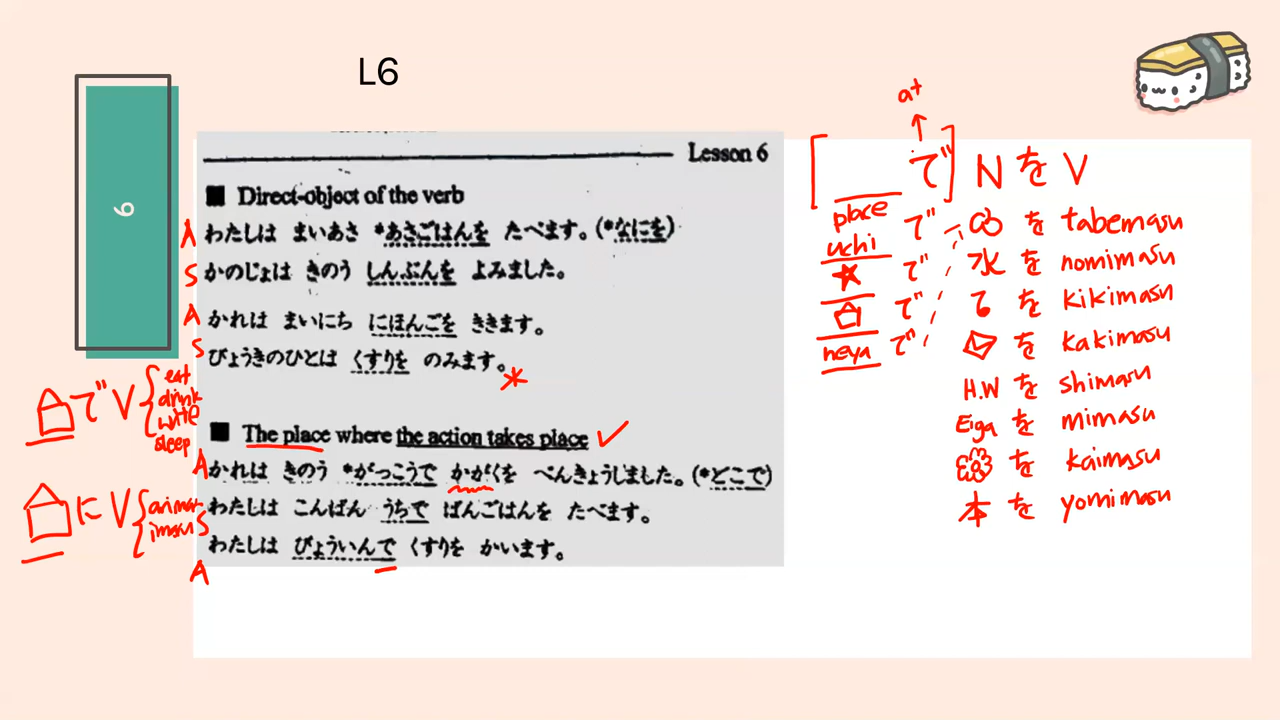 L6
6
Lesson 6
■ Direct-object of the verb
わたしは まいあさ *あさごはんを たべます。(*なにを)
かのじょは きのう しんぶんを よみました。
かれは まいにち にほんごを ききます。
びょうきのひとは くすりを のみます。
■ The place where the action takes place
かれは きのう *がっこうで かがくを べんきょうしました。(*どこで)
わたしは こんばん うちで ばんごはんを たべます。
わたしは びょういんで くすりを かいます。
A
S
A
S
A
S
A
で V
eat
drink
write
sleep
に V
arimas
imasu
at
[ で] N を V
place で を tabemasu
uchi で 水 を nomimasu
で を kikimasu
heya で を kakimasu
H.W を shimasu
Eiga を mimasu
を kaimasu
本 を yomimasu